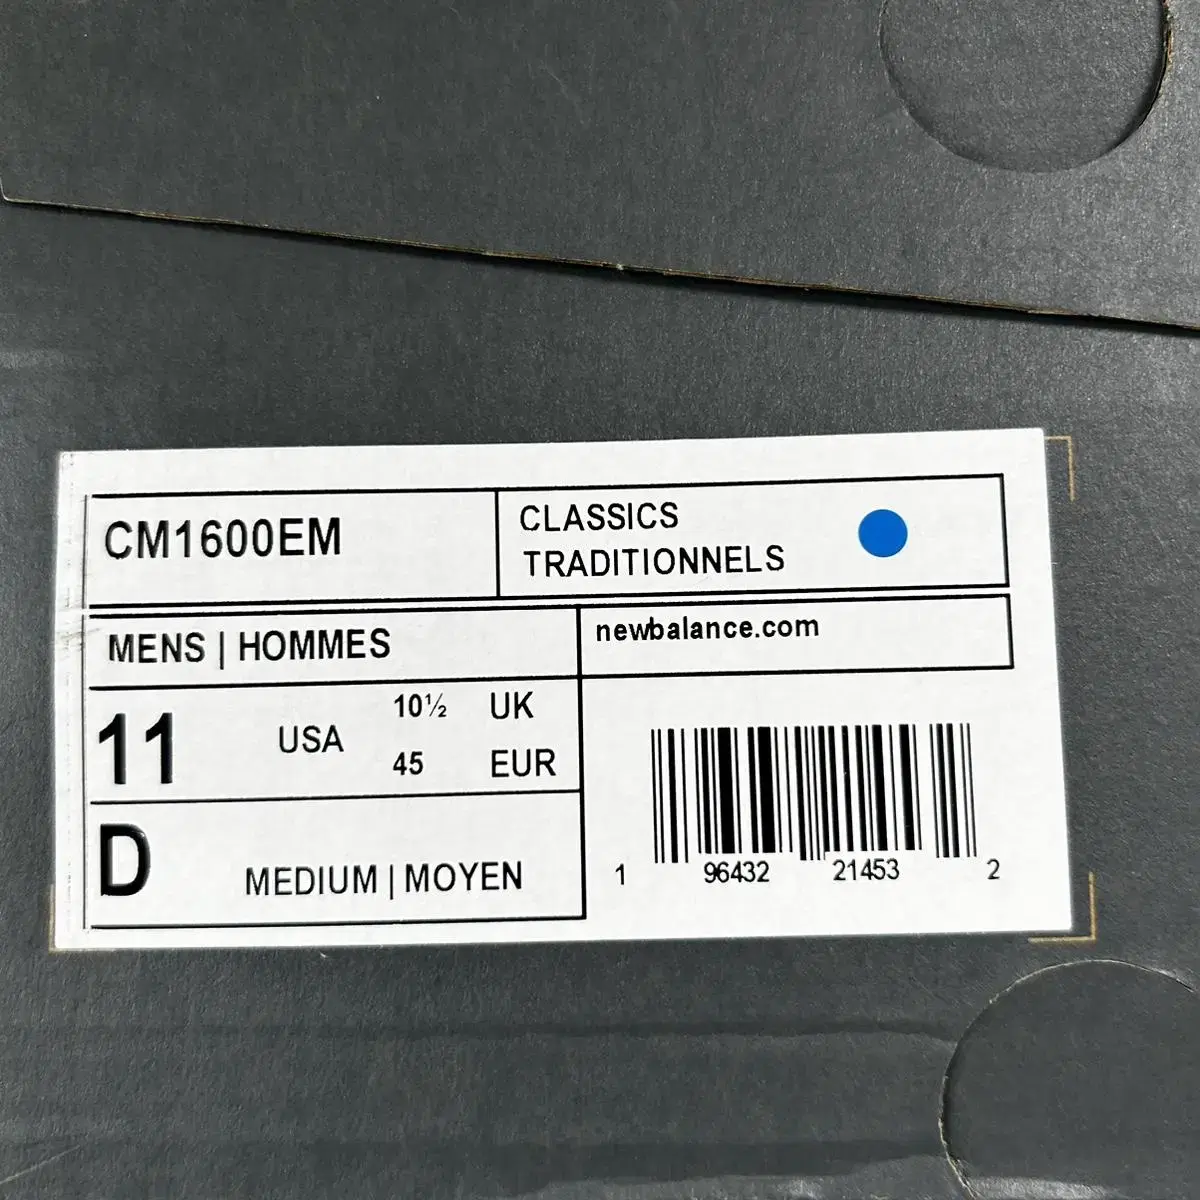 CM1600EM
CLASSICS
TRADITIONNELS
MENS | HOMMES
newbalance.com
11 USA 10½ UK
45 EUR
D MEDIUM | MOYEN
1 96432 21453 2